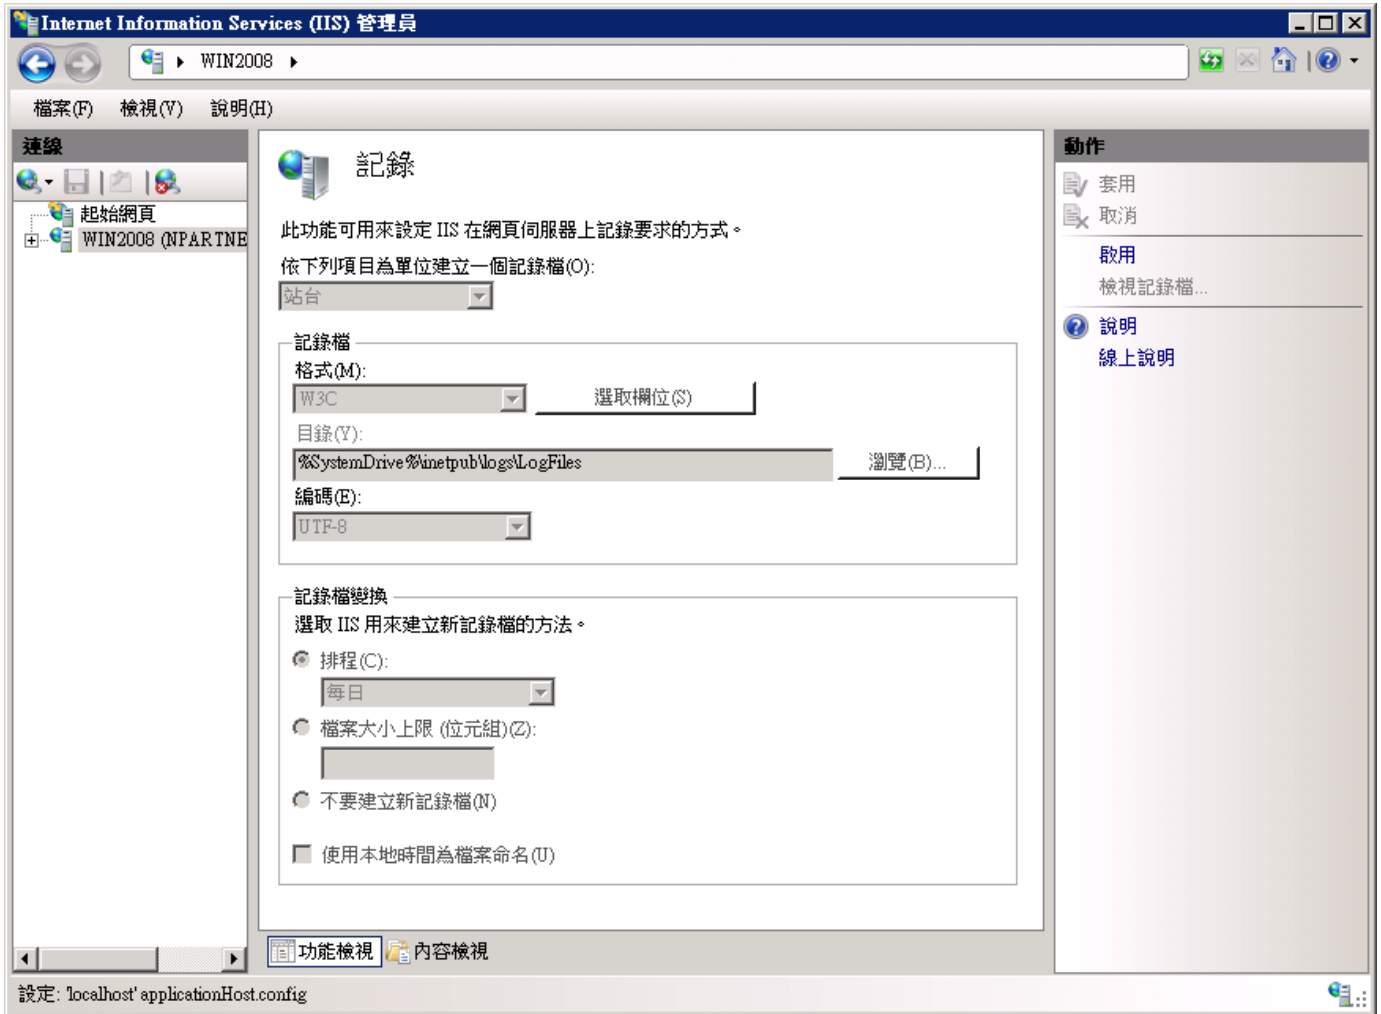 Internet Information Services (IIS) 管理員
WIN2008
檔案(F) 檢視(V) 說明(H)
連線
起始網頁
WIN2008 (NPARTNE
記錄
此功能可用來設定 IIS 在網頁伺服器上記錄要求的方式。
依下列項目為單位建立一個記錄檔(O):
站台
記錄檔
格式(M):
W3C
選取欄位(S)
目錄(Y):
%SystemDrive%\inetpub\logs\LogFiles
瀏覽(B)...
編碼(E):
UTF-8
記錄檔變換
選取 IIS 用來建立新記錄檔的方法。
排程(C):
每日
檔案大小上限 (位元組)(Z):
不要建立新記錄檔(N)
使用本地時間為檔案命名(U)
功能檢視 內容檢視
動作
套用
取消
啟用
檢視記錄檔...
說明
線上說明
設定: 'localhost' applicationHost.config